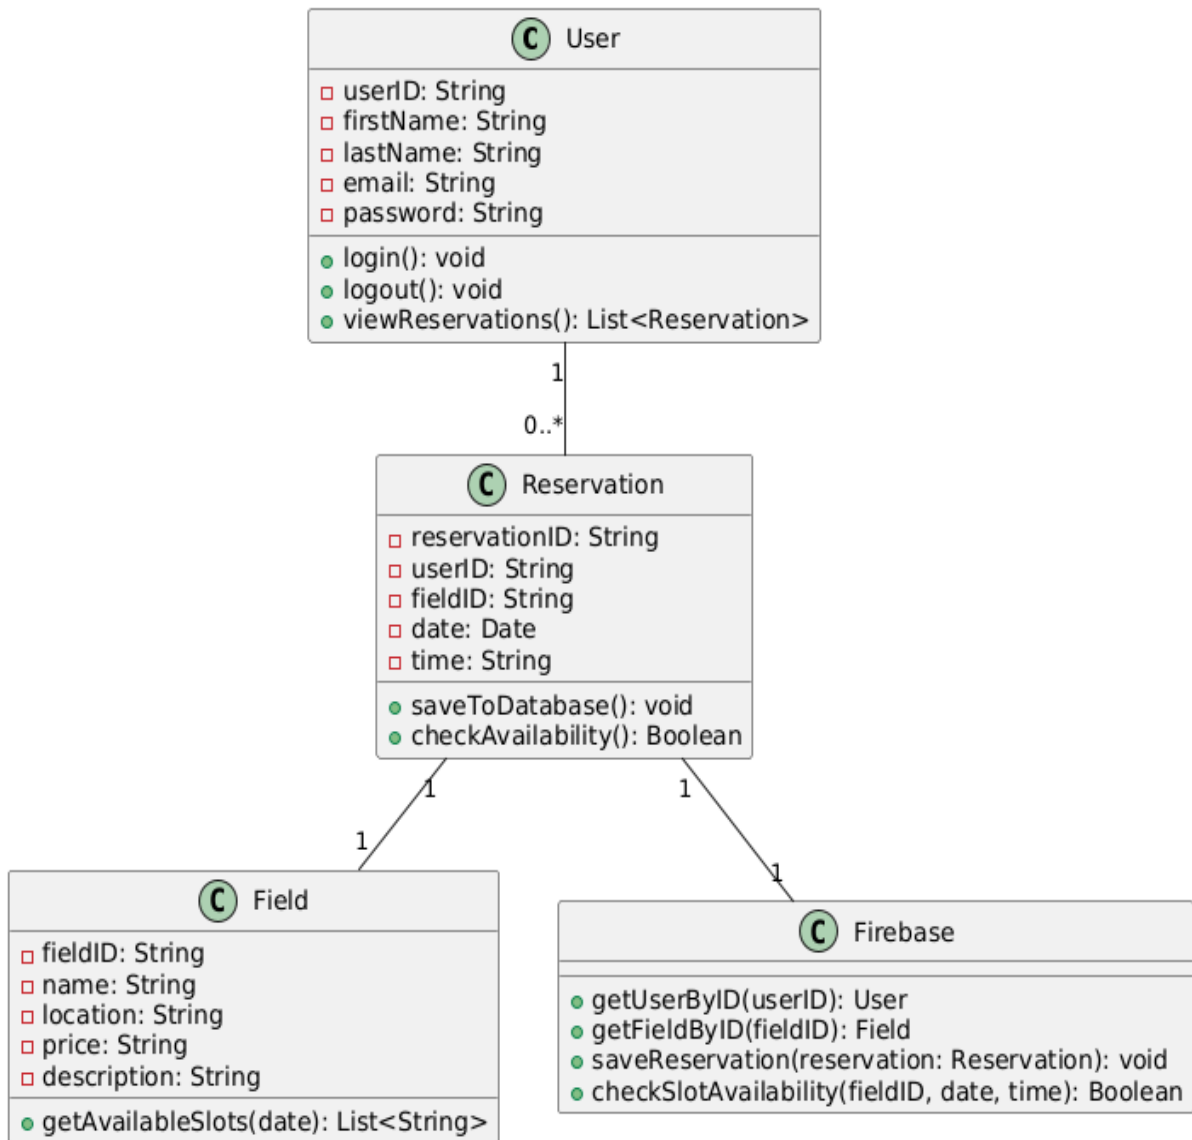 C User
userID: String
firstName: String
lastName: String
email: String
password: String
login(): void
logout(): void
viewReservations(): List<Reservation>
1
0..*
C Reservation
reservationID: String
userID: String
fieldID: String
date: Date
time: String
saveToDatabase(): void
checkAvailability(): Boolean
1
1
1
1
C Field
fieldID: String
name: String
location: String
price: String
description: String
getAvailableSlots(date): List<String>
C Firebase
getUserByID(userID): User
getFieldByID(fieldID): Field
saveReservation(reservation: Reservation): void
checkSlotAvailability(fieldID, date, time): Boolean